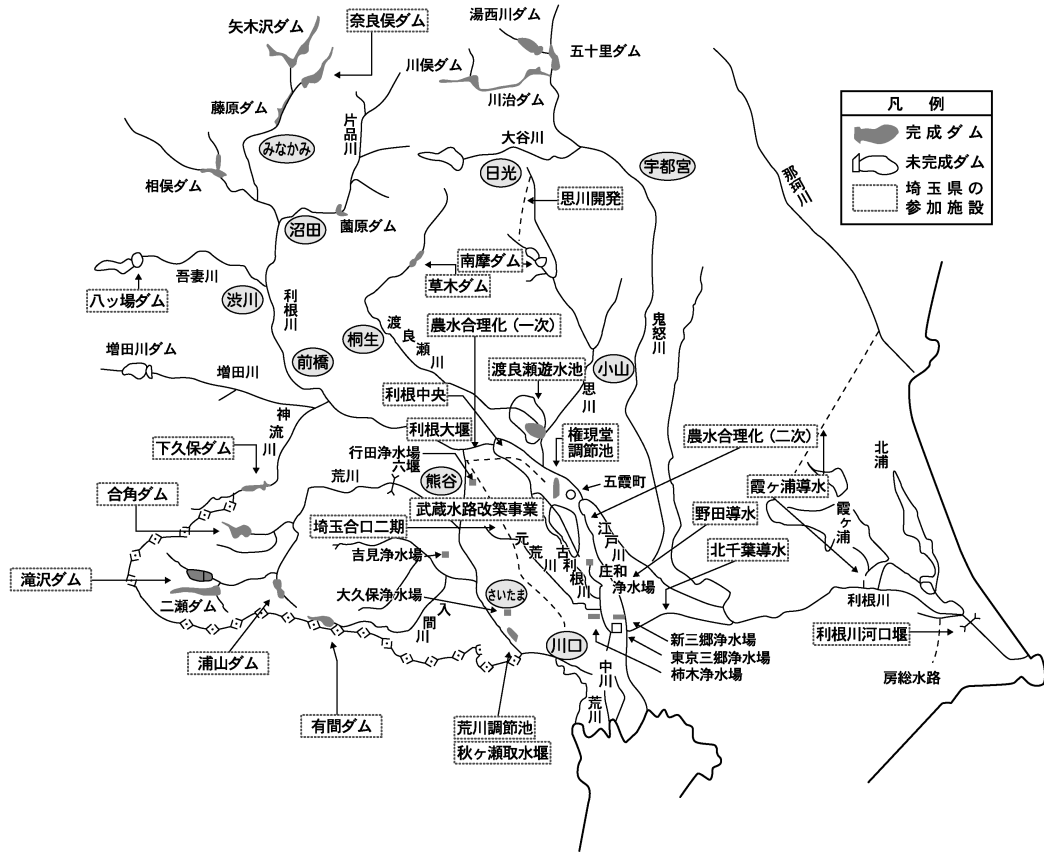 矢木沢ダム
奈良俣ダム
湯西川ダム
五十里ダム
川俣ダム
川治ダム
藤原ダム
片品川
みなかみ
大谷川
日光
宇都宮
那珂川
凡例
完成ダム
未完成ダム
埼玉県の
参加施設
相俣ダム
思川開発
沼田
薗原ダム
南摩ダム
草木ダム
吾妻川
八ッ場ダム
渋川
利根川
桐生
渡良瀬川
農水合理化（一次）
鬼怒川
増田川ダム
増田川
前橋
渡良瀬遊水池
小山
思川
利根中央
神流川
利根大堰
権現堂
調節池
農水合理化（二次）
北浦
下久保ダム
行田浄水場
六堰
荒川
熊谷
五霞町
霞ヶ浦導水
合角ダム
武蔵水路改築事業
野田導水
霞ヶ浦
埼玉合口二期
元荒川
古利根川
江戸川
北千葉導水
吉見浄水場
庄和
浄水場
滝沢ダム
二瀬ダム
大久保浄水場
さいたま
入間川
利根川
利根川河口堰
浦山ダム
川口
新三郷浄水場
東京三郷浄水場
柿木浄水場
房総水路
中川
荒川
有間ダム
荒川調節池
秋ヶ瀬取水堰